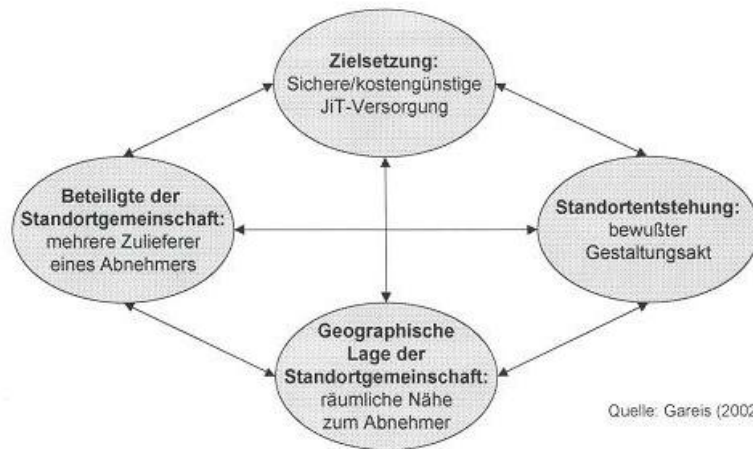 Zielsetzung:
Sichere/kostengünstige
JiT-Versorgung
Beteiligte der
Standortgemeinschaft:
mehrere Zulieferer
eines Abnehmers
Standortentstehung:
bewußter
Gestaltungsakt
Geographische
Lage der
Standortgemeinschaft:
räumliche Nähe
zum Abnehmer
Quelle: Gareis (2002